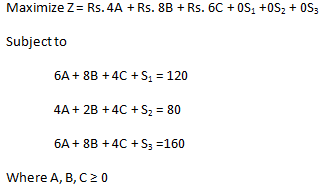 Maximize Z = Rs. 4A + Rs. 8B + Rs. 6C + 0S₁ +0S₂ + 0S₃
Subject to
6A + 8B + 4C + S₁ = 120
4A + 2B + 4C + S₂ = 80
6A + 8B + 4C + S₃ =160
Where A, B, C ≥ 0